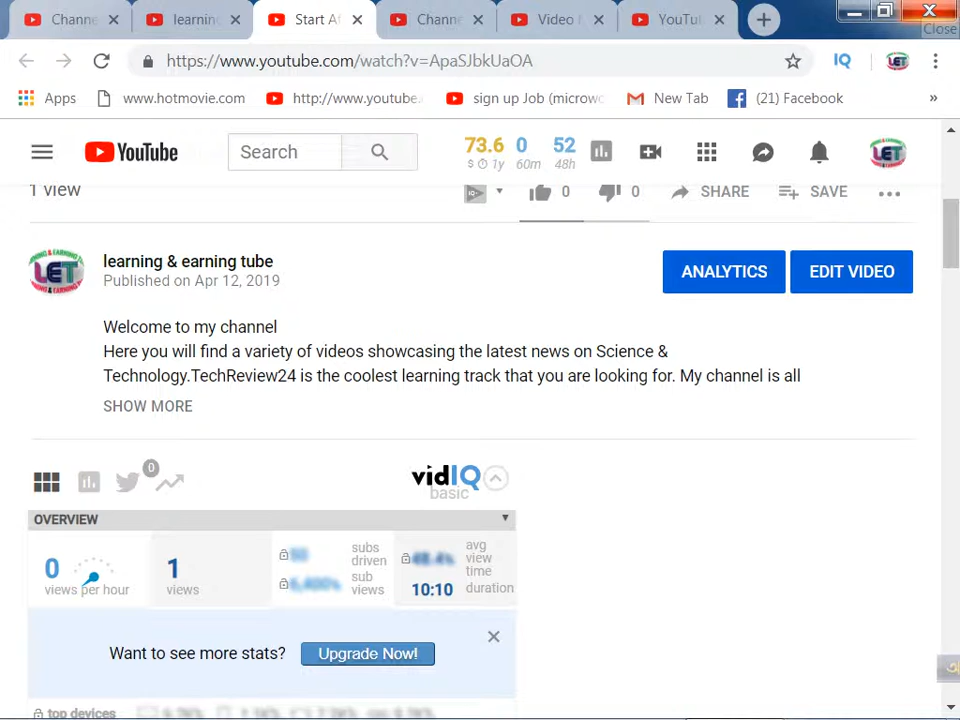 Channe
learning
Start Af
Channe
Video M
YouTub
Close
https://www.youtube.com/watch?v=ApaSJbkUaOA
IQ
LET
Apps
www.hotmovie.com
http://www.youtube.
sign up Job (microwo
New Tab
(21) Facebook
»
YouTube
Search
73.6 0 52
$ 1y 60m 48h
LET
1 view
0
0
SHARE
SAVE
LET
learning & earning tube
Published on Apr 12, 2019
ANALYTICS
EDIT VIDEO
Welcome to my channel
Here you will find a variety of videos showcasing the latest news on Science &
Technology.TechReview24 is the coolest learning track that you are looking for. My channel is all
SHOW MORE
0
vidIQ
basic
OVERVIEW
0
views per hour
1
views
subs
driven
sub
views
avg
view
time
10:10 duration
Want to see more stats?
Upgrade Now!
top devices